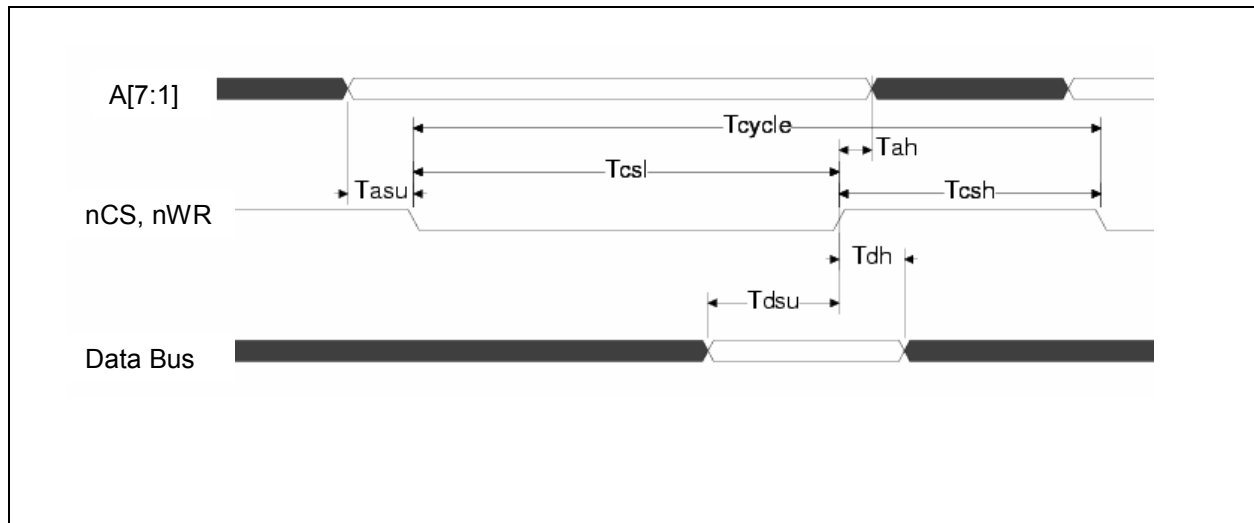 A[7:1]
Tcycle
Tah
Tcsl
Tasu
Tcsh
nCS, nWR
Tdh
Tdsu
Data Bus